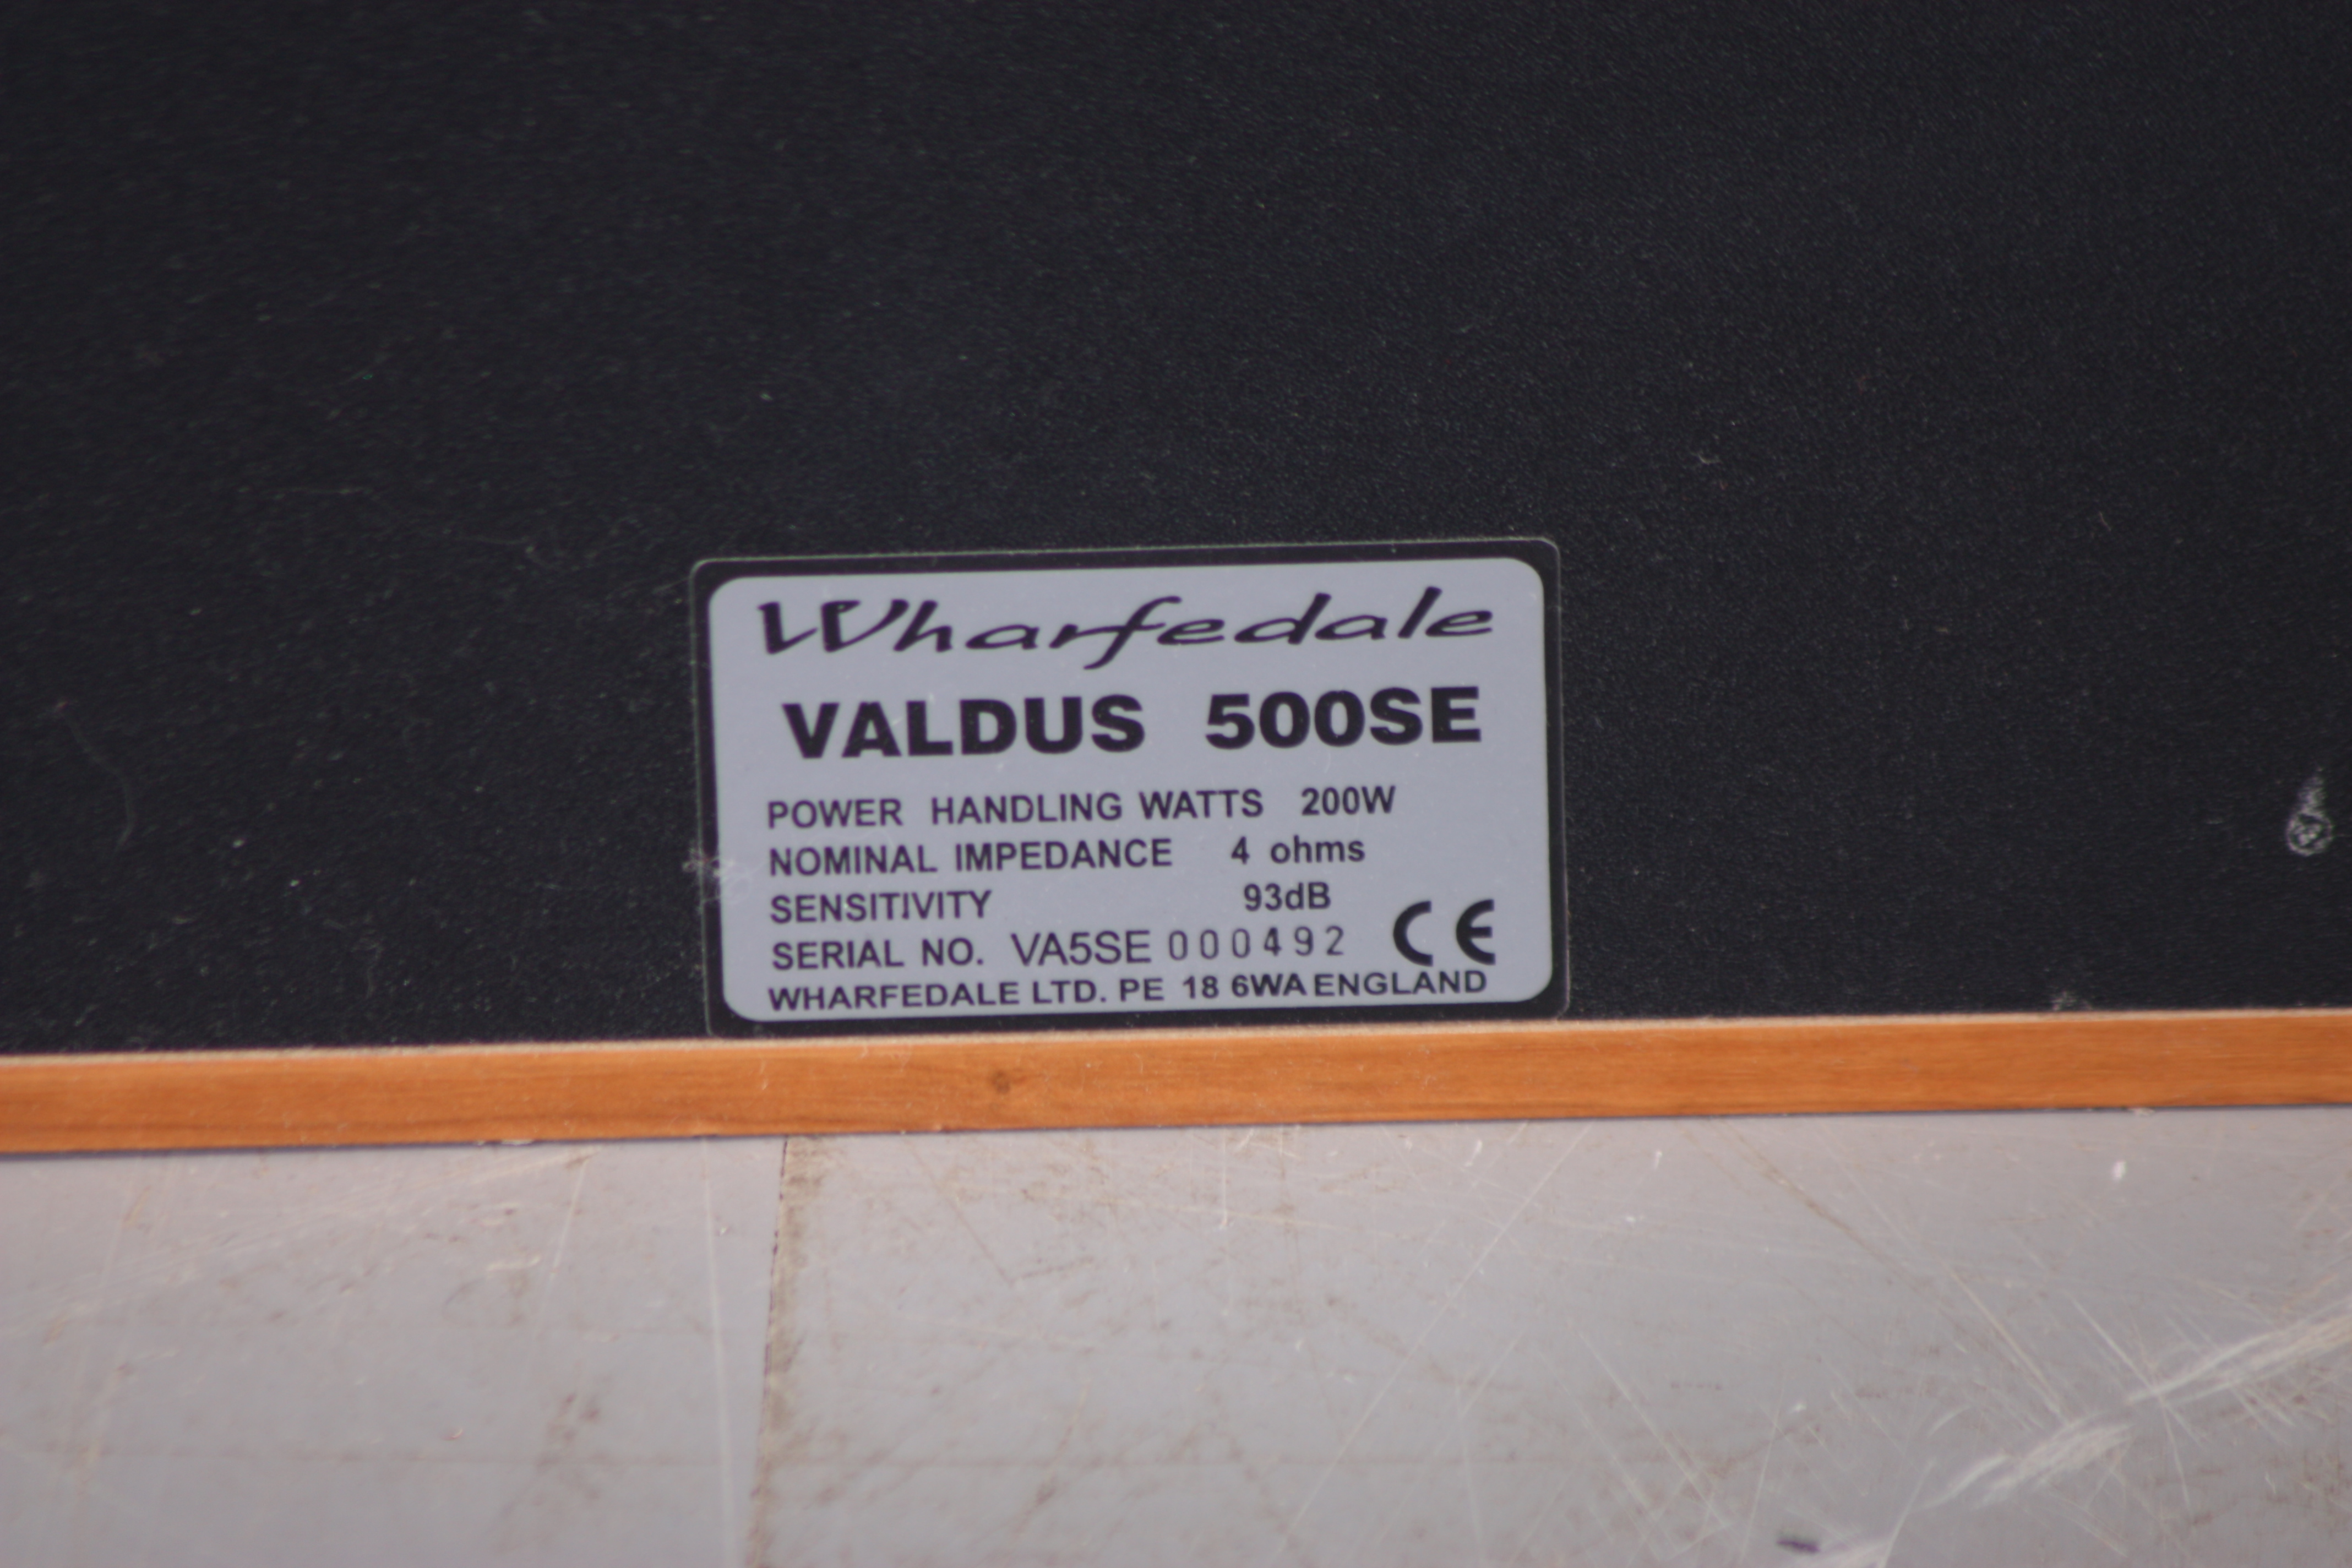 Wharfedale
VALDUS 500SE
POWER HANDLING WATTS 200W
NOMINAL IMPEDANCE 4 ohms
SENSITIVITY 93dB
SERIAL NO. VA5SE 000492 CE
WHARFEDALE LTD. PE 18 6WA ENGLAND